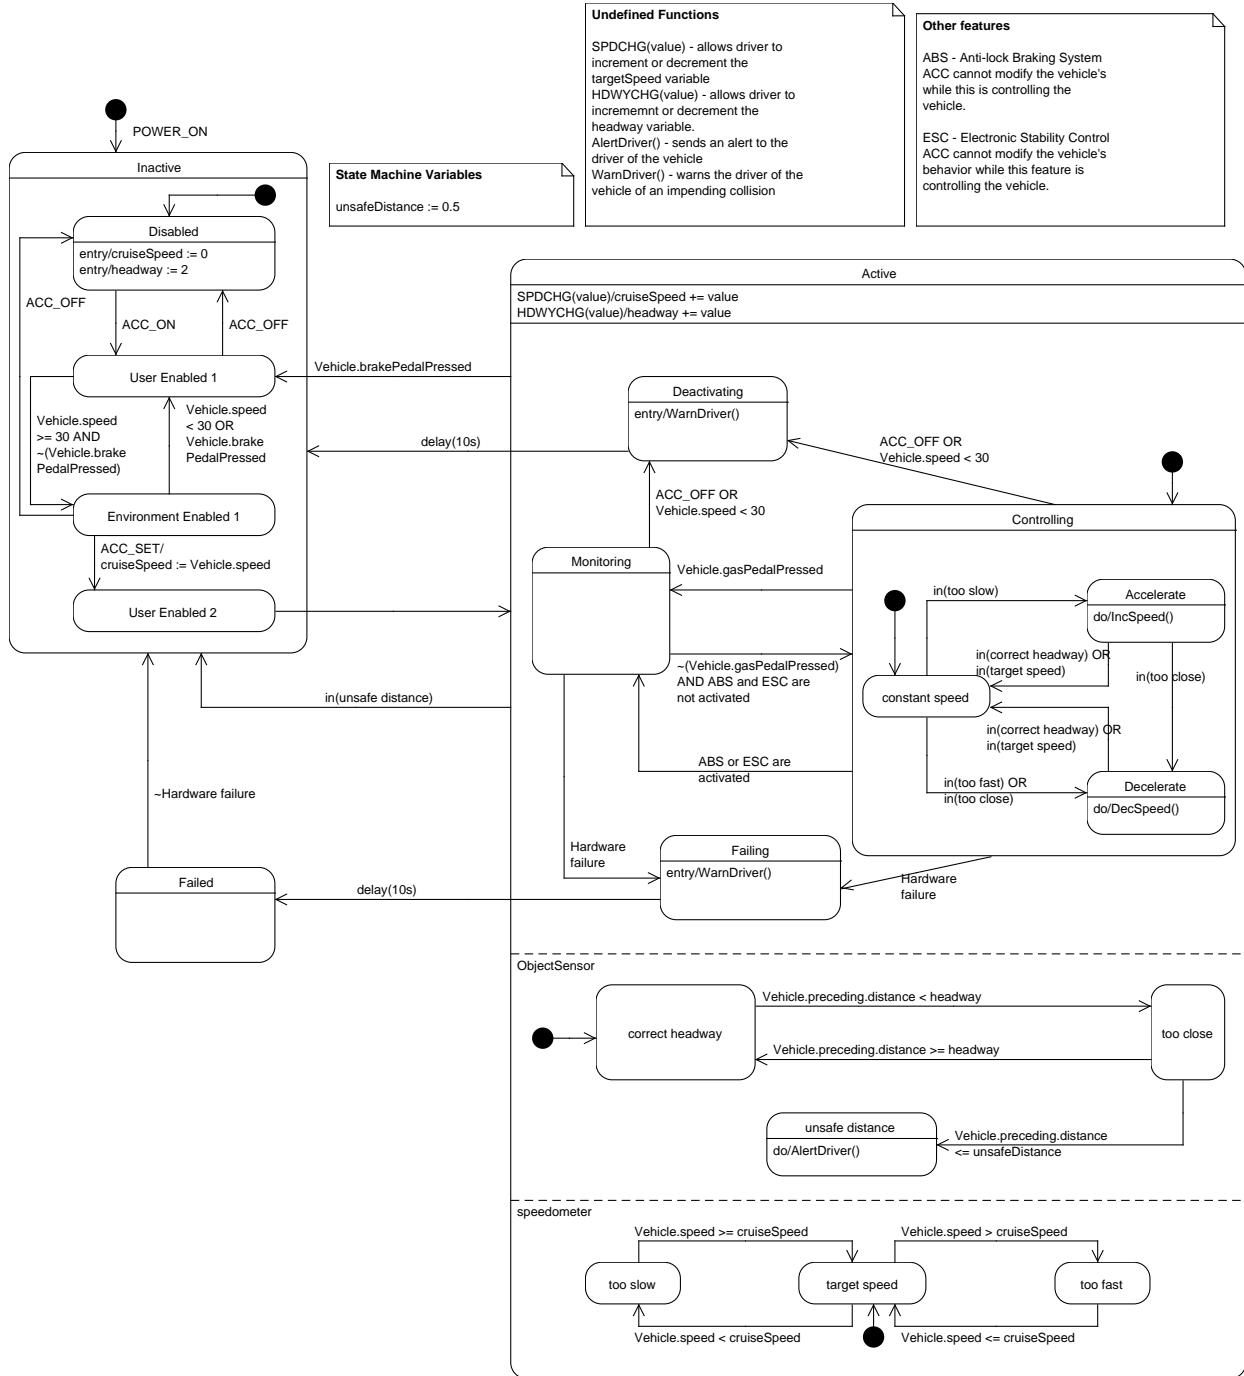 Undefined Functions
SPDCHG(value) - allows driver to
increment or decrement the
targetSpeed variable
HDWYCHG(value) - allows driver to
incrememnt or decrement the
headway variable.
AlertDriver() - sends an alert to the
driver of the vehicle
WarnDriver() - warns the driver of the
vehicle of an impending collision
Other features
ABS - Anti-lock Braking System
ACC cannot modify the vehicle's
while this is controlling the
vehicle.
ESC - Electronic Stability Control
ACC cannot modify the vehicle's
behavior while this feature is
controlling the vehicle.
State Machine Variables
unsafeDistance := 0.5
POWER_ON
Inactive
Disabled
entry/cruiseSpeed := 0
entry/headway := 2
ACC_OFF
ACC_ON
ACC_OFF
User Enabled 1
Vehicle.speed
>= 30 AND
~(Vehicle.brake
PedalPressed)
Vehicle.speed
< 30 OR
Vehicle.brake
PedalPressed
Environment Enabled 1
ACC_SET/
cruiseSpeed := Vehicle.speed
User Enabled 2
Vehicle.brakePedalPressed
delay(10s)
in(unsafe distance)
~Hardware failure
Failed
delay(10s)
Active
SPDCHG(value)/cruiseSpeed += value
HDWYCHG(value)/headway += value
Deactivating
entry/WarnDriver()
ACC_OFF OR
Vehicle.speed < 30
ACC_OFF OR
Vehicle.speed < 30
Monitoring
Vehicle.gasPedalPressed
~(Vehicle.gasPedalPressed)
AND ABS and ESC are
not activated
ABS or ESC are
activated
Hardware
failure
Failing
entry/WarnDriver()
Hardware
failure
Controlling
in(too slow)
Accelerate
do/IncSpeed()
in(correct headway) OR
in(target speed)
in(too close)
constant speed
in(correct headway) OR
in(target speed)
in(too fast) OR
in(too close)
Decelerate
do/DecSpeed()
ObjectSensor
correct headway
Vehicle.preceding.distance < headway
Vehicle.preceding.distance >= headway
too close
unsafe distance
do/AlertDriver()
Vehicle.preceding.distance
<= unsafeDistance
speedometer
Vehicle.speed >= cruiseSpeed
Vehicle.speed > cruiseSpeed
too slow
target speed
too fast
Vehicle.speed < cruiseSpeed
Vehicle.speed <= cruiseSpeed